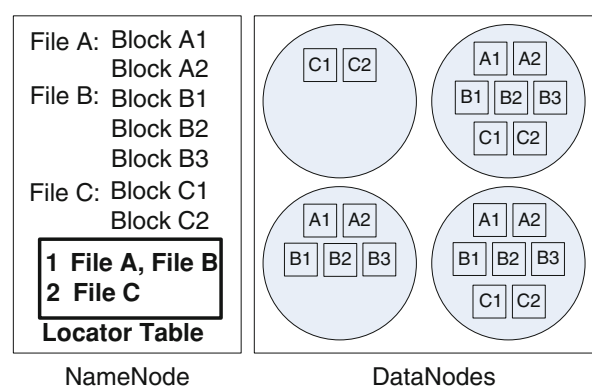 File A: Block A1
Block A2
File B: Block B1
Block B2
Block B3
File C: Block C1
Block C2
1 File A, File B
2 File C
Locator Table
NameNode
C1 C2
A1 A2
B1 B2 B3
C1 C2
A1 A2
B1 B2 B3
A1 A2
B1 B2 B3
C1 C2
DataNodes